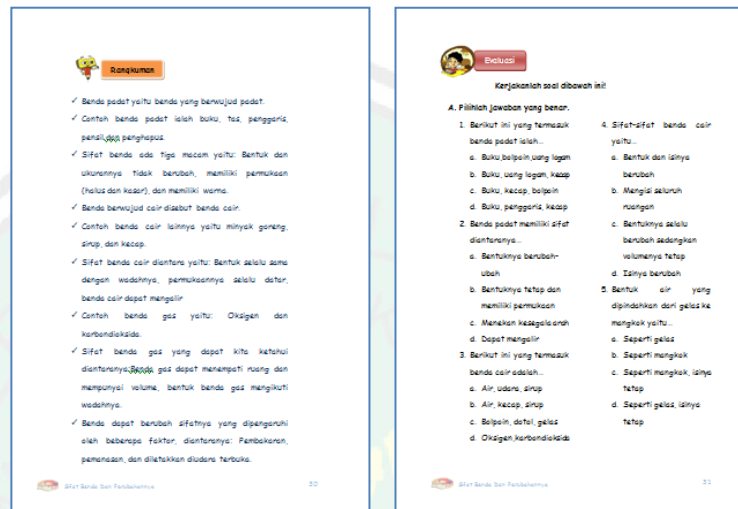 Rangkuman
✓ Benda padat yaitu benda yang berwujud padat.
✓ Contoh benda padat ialah buku, tas, penggaris,
pensil,dan penghapus.
✓ Sifat benda ada tiga macam yaitu: Bentuk dan
ukurannya tidak berubah, memiliki permukaan
(halus dan kasar), dan memiliki warna.
✓ Benda berwujud cair disebut benda cair.
✓ Contoh benda cair lainnya yaitu minyak goreng,
sirup, dan kecap.
✓ Sifat benda cair diantara yaitu: Bentuk selalu sama
dengan wadahnya, permukaannya selalu datar,
benda cair dapat mengalir
✓ Contoh benda gas yaitu: Oksigen dan
karbondioksida.
✓ Sifat benda gas yang dapat kita ketahui
diantaranya:Benda gas dapat menempati ruang dan
mempunyai volume, bentuk benda gas mengikuti
wadahnya.
✓ Benda dapat berubah sifatnya yang dipengaruhi
oleh beberapa faktor, diantaranya: Pembakaran,
pemanasan, dan diletakkan diudara terbuka.
Sifat Benda Dan Perubahannya
50
Evaluasi
Kerjakanlah soal dibawah ini!
A. Pilihlah jawaban yang benar.
1. Berikut ini yang termasuk
benda padat ialah...
a. Buku,bolpoin,uang logam
b. Buku, uang logam, kecap
c. Buku, kecap, bolpoin
d. Buku, penggaris, kecap
2. Benda padat memiliki sifat
diantaranya...
a. Bentuknya berubah-
ubah
b. Bentuknya tetap dan
memiliki permukaan
c. Menekan kesegala arah
d. Dapat mengalir
3. Berikut ini yang termasuk
benda cair adalah...
a. Air, udara, sirup
b. Air, kecap, sirup
c. Bolpoin, botol, gelas
d. Oksigen,karbondioksida
4. Sifat-sifat benda cair
yaitu...
a. Bentuk dan isinya
berubah
b. Mengisi seluruh
ruangan
c. Bentuknya selalu
berubah sedangkan
volumenya tetap
d. Isinya berubah
5. Bentuk air yang
dipindahkan dari gelas ke
mangkok yaitu...
a. Seperti gelas
b. Seperti mangkok
c. Seperti mangkok, isinya
tetap
d. Seperti gelas, isinya
tetap
Sifat Benda Dan Perubahannya
51